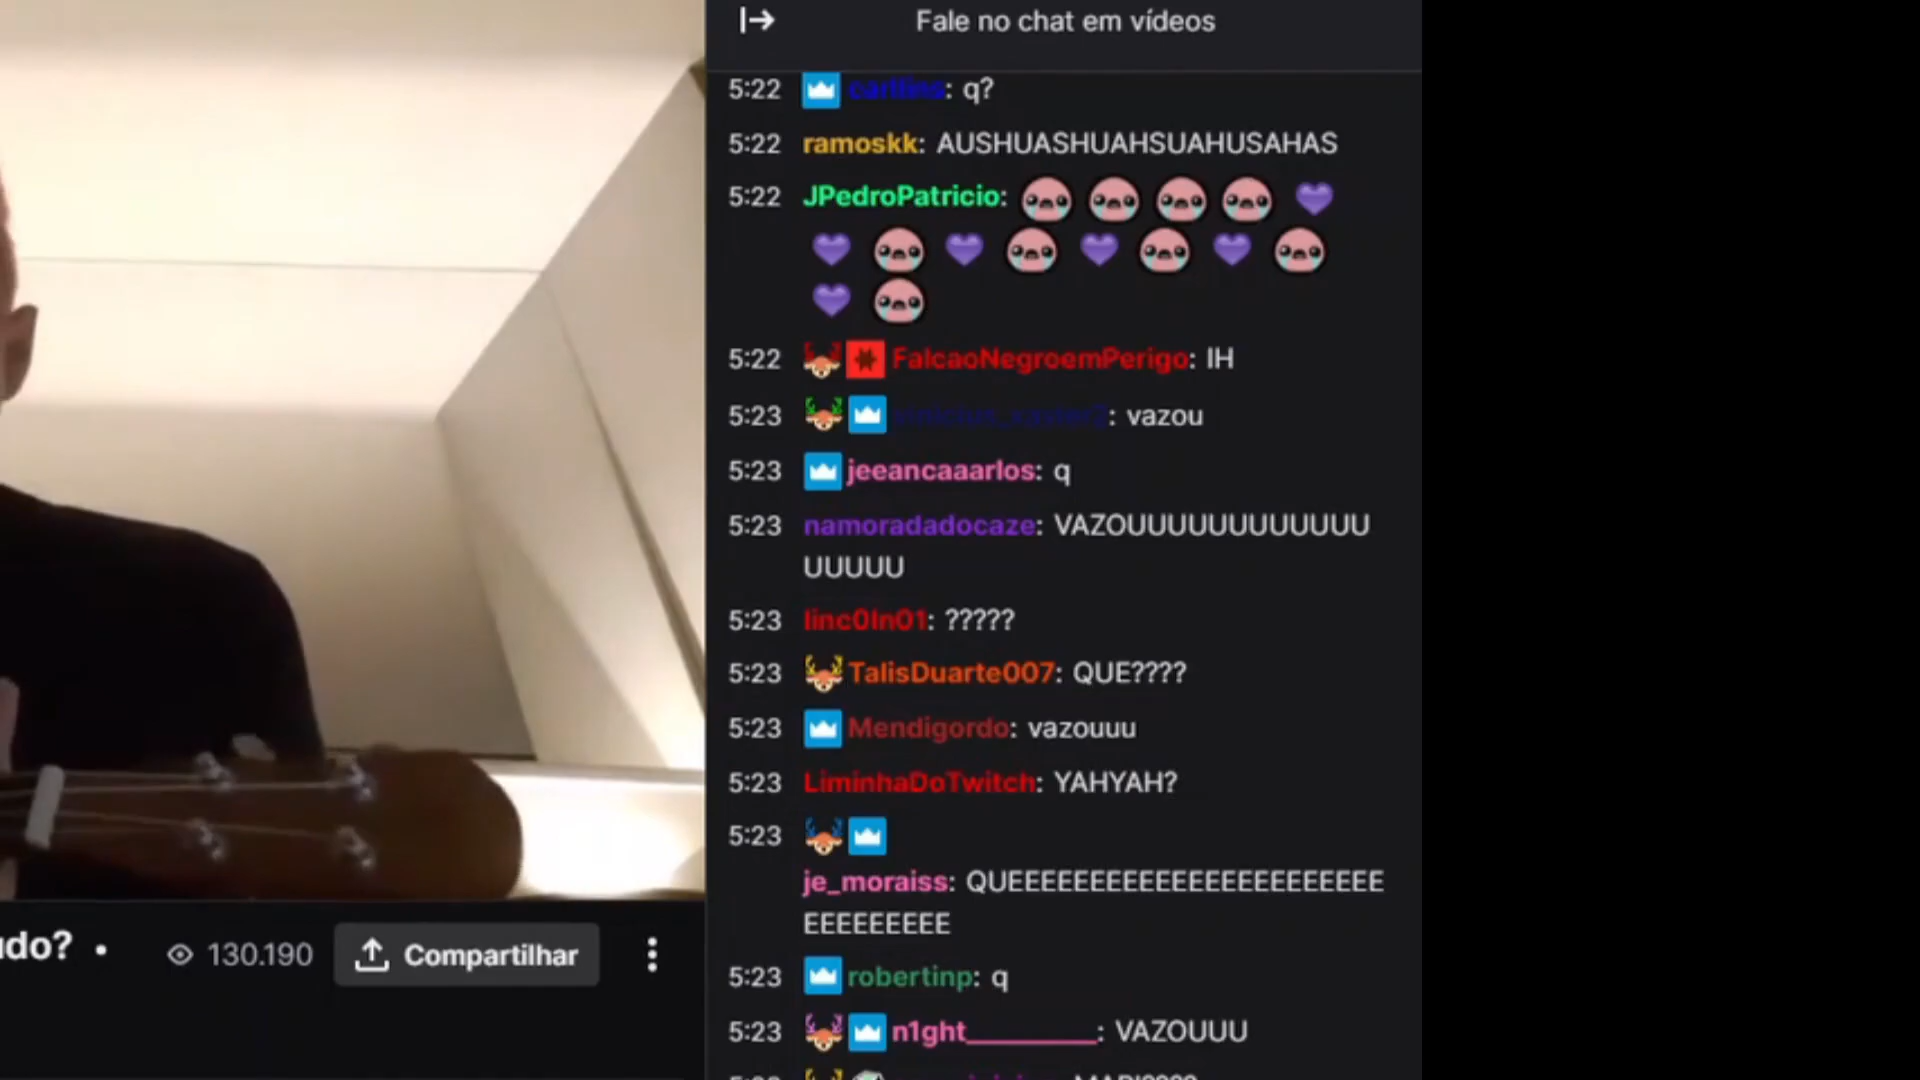 Fale no chat em vídeos
5:22 carlfins: q?
5:22 ramoskk: AUSHUASHUAHSUAHUSAHAS
5:22 JPedroPatricio:
5:22 FalcaoNegroemPerigo: IH
5:23 vinicius_xavier2: vazou
5:23 jeeancaaarlos: q
5:23 namoradadocaze: VAZOUUUUUUUUUUUU
UUUUU
5:23 linc0ln01: ?????
5:23 TalisDuarte007: QUE????
5:23 Mendigordo: vazouuu
5:23 LiminhaDoTwitch: YAHYAH?
5:23
je_moraiss: QUEEEEEEEEEEEEEEEEEEEEEEE
EEEEEEEEE
5:23 robertinp: q
5:23 n1ght_________: VAZOUUU
udo? •
130.190
Compartilhar